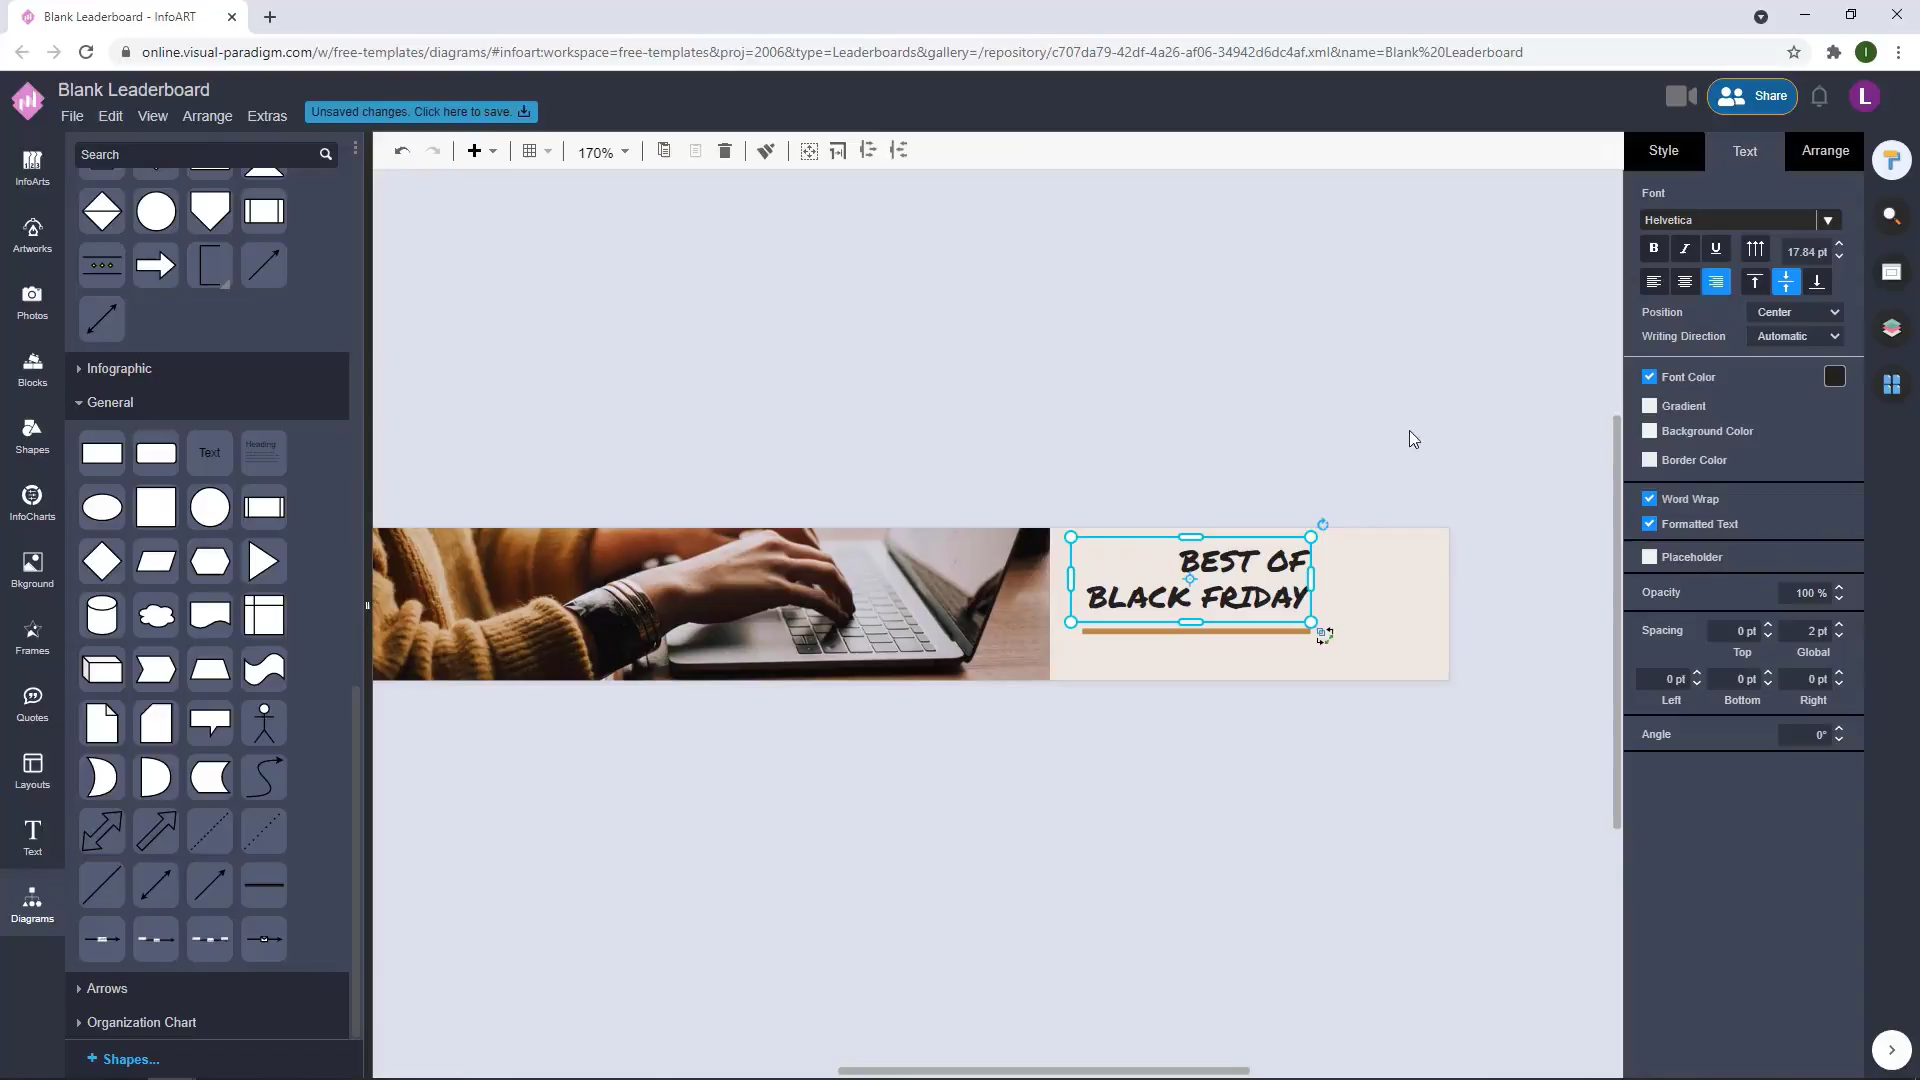 Blank Leaderboard - InfoART
online.visual-paradigm.com/w/free-templates/diagrams/#infoart:workspace=free-templates&proj=2006&type=Leaderboards&gallery=/repository/c707da79-42df-4a26-af06-34942d6dc4af.xml&name=Blank%20Leaderboard
I
Blank Leaderboard
File Edit View Arrange Extras
Unsaved changes. Click here to save.
Share
L
InfoArts
Artworks
Photos
Blocks
Shapes
InfoCharts
Bkground
Frames
Quotes
Layouts
T
Text
Diagrams
Search
Infographic
General
Text
Heading
Arrows
Organization Chart
+ Shapes...
170%
BEST OF
BLACK FRIDAY
Style Text Arrange
Font
Helvetica
B I U 17.84 pt
Position Center
Writing Direction Automatic
Font Color
Gradient
Background Color
Border Color
Word Wrap
Formatted Text
Placeholder
Opacity 100 %
Spacing 0 pt 2 pt
Top Global
0 pt 0 pt 0 pt
Left Bottom Right
Angle 0°